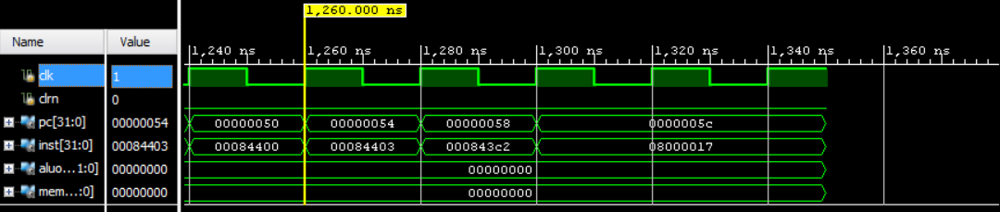 1,260.000 ns
Name Value 1,240 ns 1,260 ns 1,280 ns 1,300 ns 1,320 ns 1,340 ns 1,360 ns
clk 1
clrn 0
pc[31:0] 00000054 00000050 00000054 00000058 0000005c
inst[31:0] 00084403 00084400 00084403 000843c2 08000017
aluo...1:0] 00000000 00000000
mem...:0] 00000000 00000000